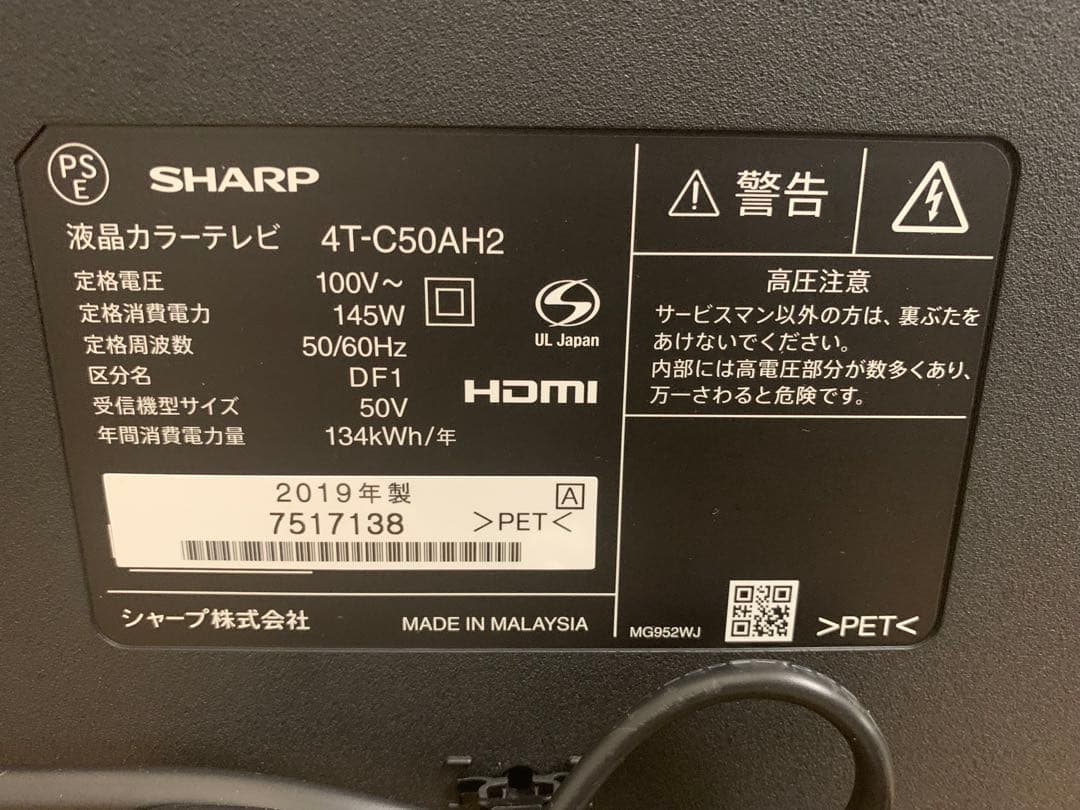 PSE
SHARP
液晶カラーテレビ 4T-C50AH2
定格電圧 100V～
定格消費電力 145W
定格周波数 50/60Hz
区分名 DF1
受信機型サイズ 50V
年間消費電力量 134kWh/年
UL Japan
HDMI
2019年製 A
7517138 >PET<
シャープ株式会社 MADE IN MALAYSIA
警告
高圧注意
サービスマン以外の方は、裏ぶたを
あけないでください。
内部には高電圧部分が数多くあり、
万一さわると危険です。
MG952WJ >PET<